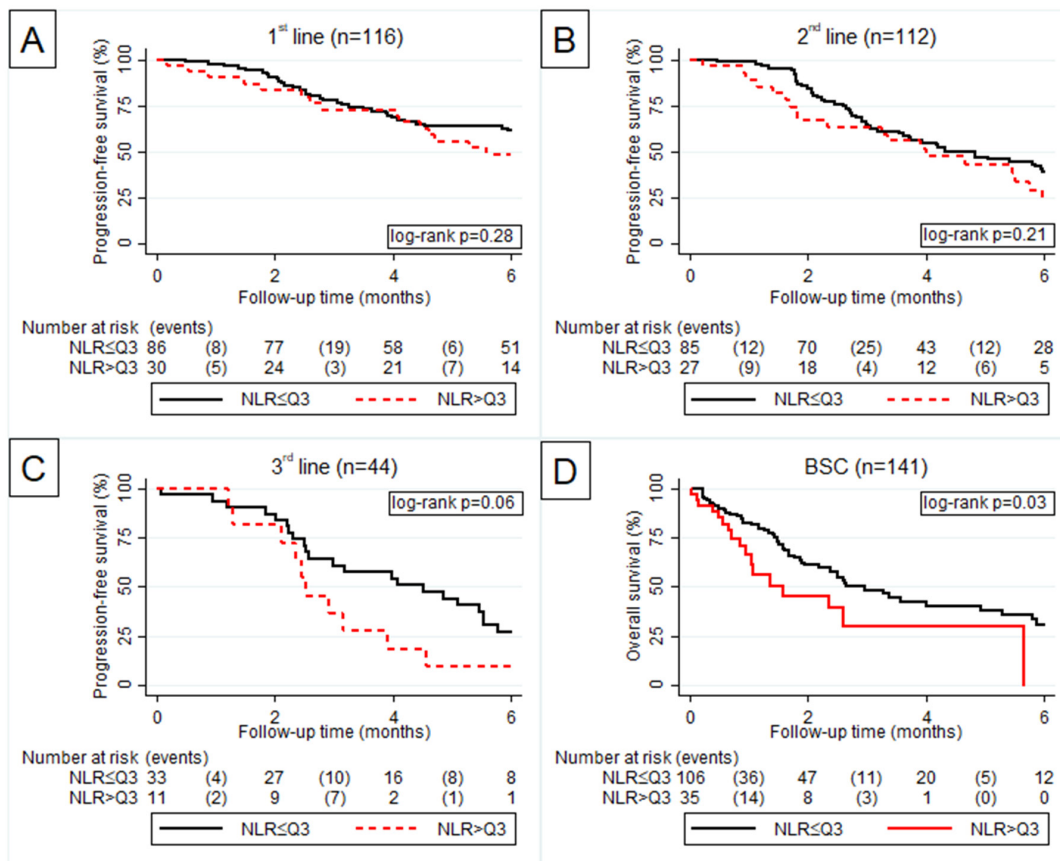 A
1st line (n=116)
Progression-free survival (%)
100
75
50
25
0
log-rank p=0.28
0 2 4 6
Follow-up time (months)
Number at risk (events)
NLR≤Q3 86 (8) 77 (19) 58 (6) 51
NLR>Q3 30 (5) 24 (3) 21 (7) 14
NLR≤Q3 NLR>Q3
B
2nd line (n=112)
Progression-free survival (%)
100
75
50
25
0
log-rank p=0.21
0 2 4 6
Follow-up time (months)
Number at risk (events)
NLR≤Q3 85 (12) 70 (25) 43 (12) 28
NLR>Q3 27 (9) 18 (4) 12 (6) 5
NLR≤Q3 NLR>Q3
C
3rd line (n=44)
Progression-free survival (%)
100
75
50
25
0
log-rank p=0.06
0 2 4 6
Follow-up time (months)
Number at risk (events)
NLR≤Q3 33 (4) 27 (10) 16 (8) 8
NLR>Q3 11 (2) 9 (7) 2 (1) 1
NLR≤Q3 NLR>Q3
D
BSC (n=141)
Overall survival (%)
100
75
50
25
0
log-rank p=0.03
0 2 4 6
Follow-up time (months)
Number at risk (events)
NLR≤Q3 106 (36) 47 (11) 20 (5) 12
NLR>Q3 35 (14) 8 (3) 1 (0) 0
NLR≤Q3 NLR>Q3